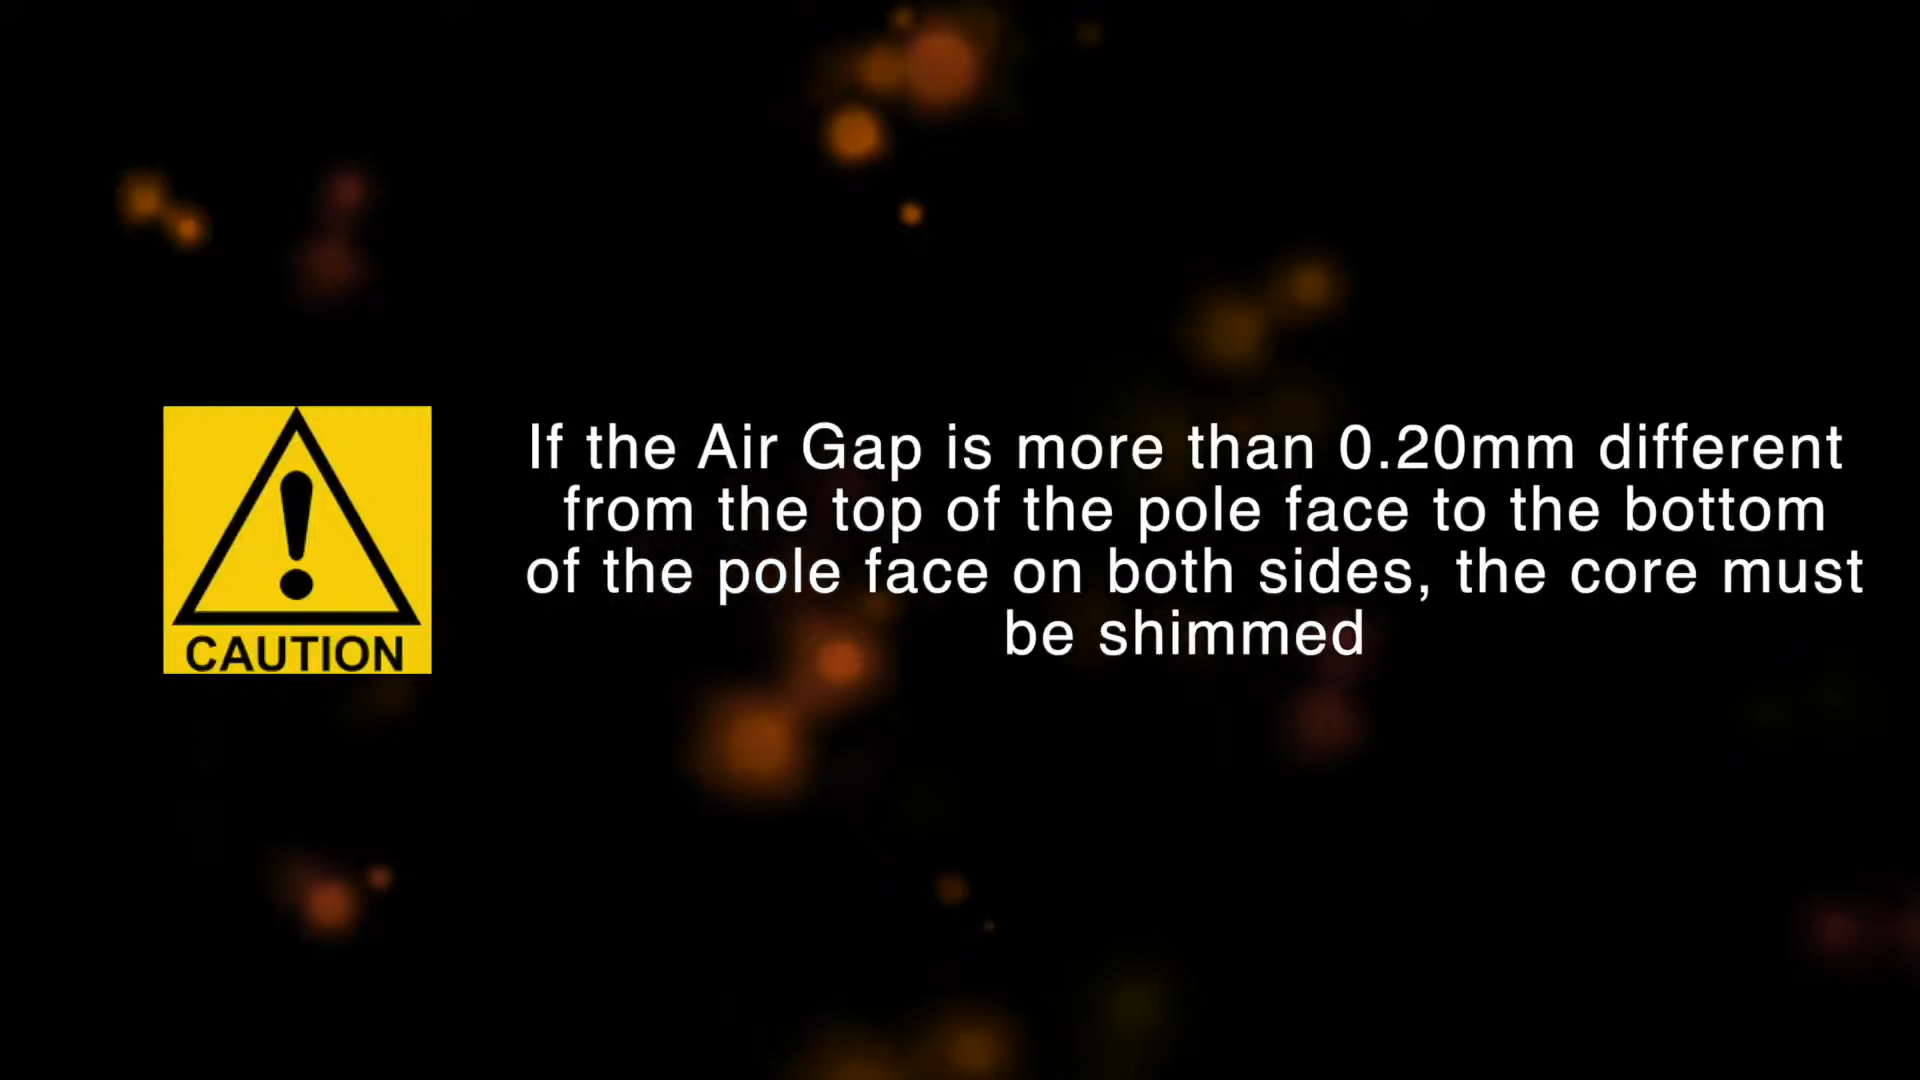 CAUTION
If the Air Gap is more than 0.20mm different
from the top of the pole face to the bottom
of the pole face on both sides, the core must
be shimmed